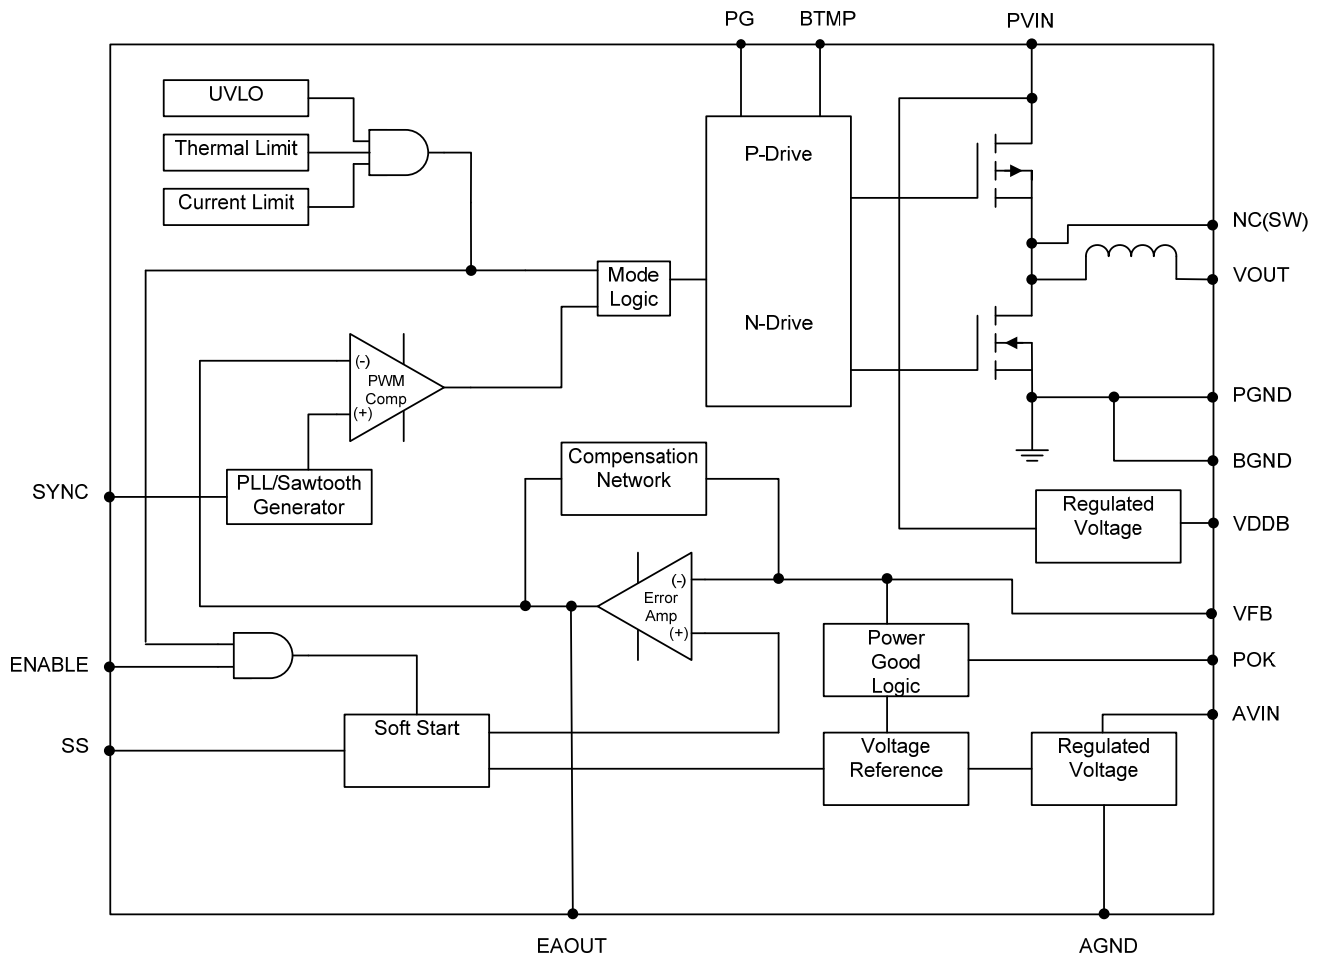 PG
BTMP
PVIN
UVLO
Thermal Limit
Current Limit
P-Drive
N-Drive
Mode
Logic
NC(SW)
VOUT
PGND
BGND
(-)
PWM
Comp
(+)
PLL/Sawtooth
Generator
SYNC
Compensation
Network
Regulated
Voltage
VDDB
(-)
Error
Amp
(+)
VFB
Power
Good
Logic
POK
ENABLE
SS
Soft Start
Voltage
Reference
Regulated
Voltage
AVIN
EAOUT
AGND